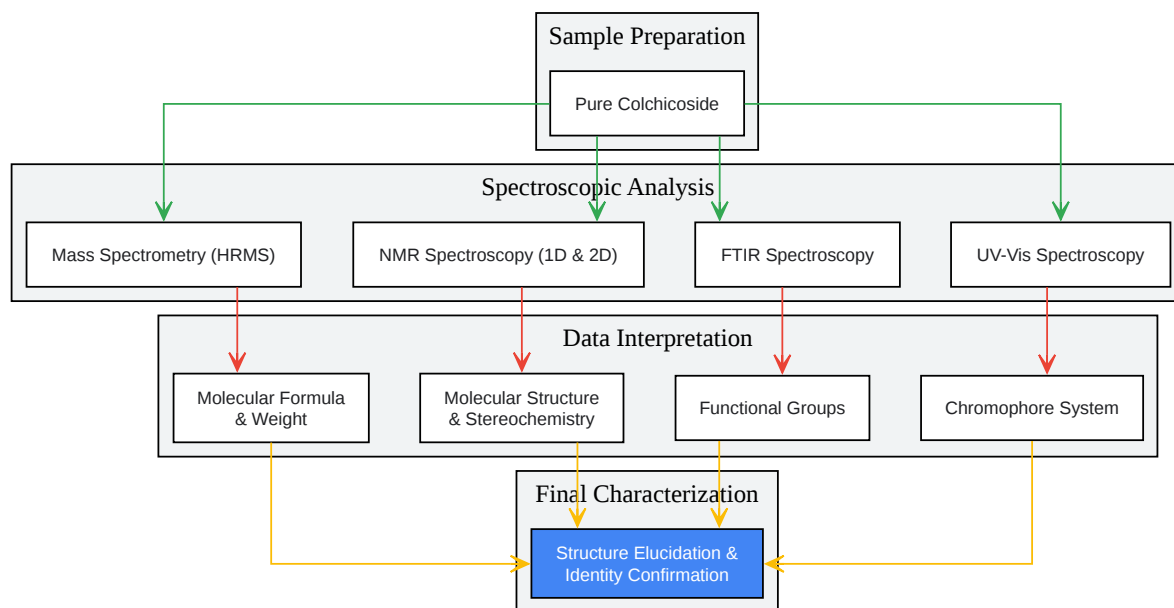 Sample Preparation
Pure Colchicoside
Spectroscopic Analysis
Mass Spectrometry (HRMS)
NMR Spectroscopy (1D & 2D)
FTIR Spectroscopy
UV-Vis Spectroscopy
Data Interpretation
Molecular Formula
& Weight
Molecular Structure
& Stereochemistry
Functional Groups
Chromophore System
Final Characterization
Structure Elucidation &
Identity Confirmation